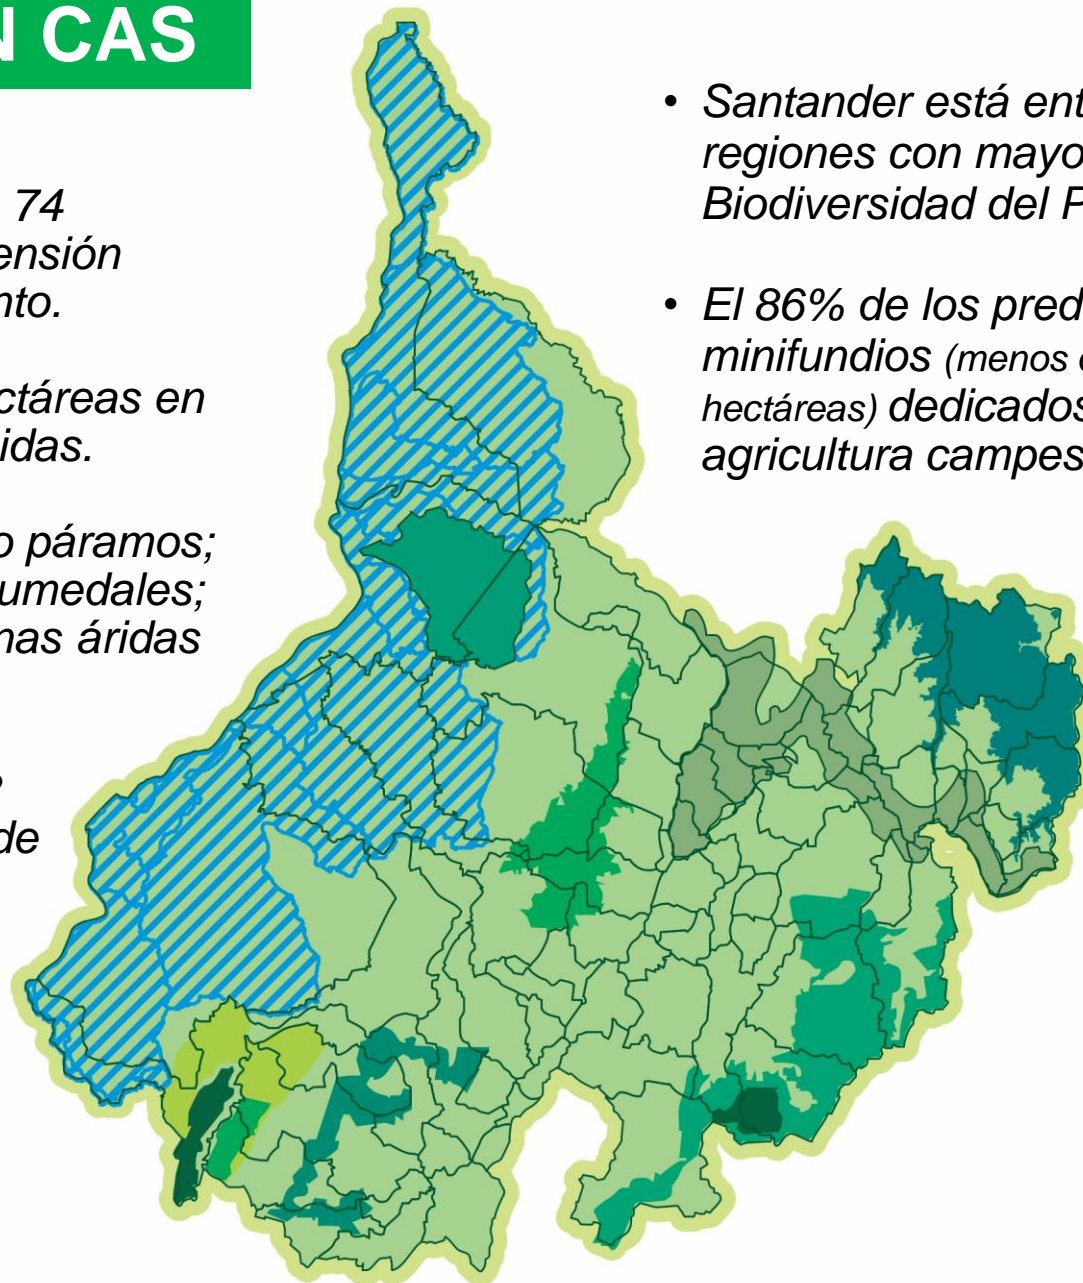 N CAS
74
ensión
nto.
ctáreas en
idas.
o páramos;
umedales;
nas áridas
de
• Santander está ent
regiones con mayo
Biodiversidad del P
• El 86% de los pred
minifundios (menos
hectáreas) dedicados
agricultura campes